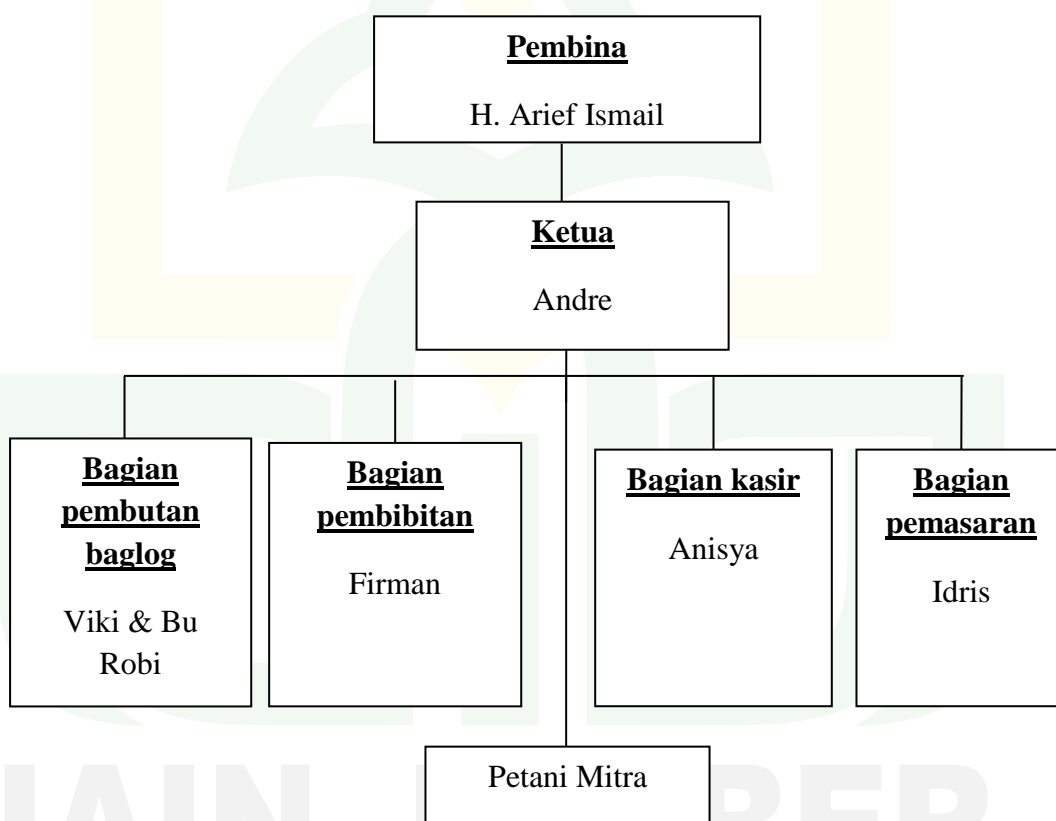 Pembina
H. Arief Ismail
Ketua
Andre
Bagian
pembutan
baglog
Viki & Bu
Robi
Bagian
pembibitan
Firman
Bagian kasir
Anisya
Bagian
pemasaran
Idris
Petani Mitra